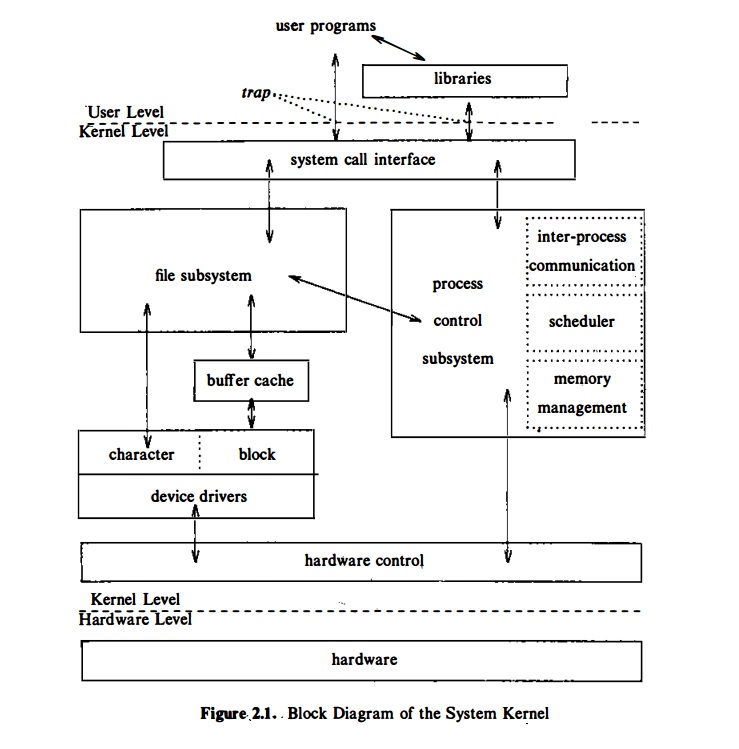 user programs
libraries
trap
User Level
Kernel Level
system call interface
file subsystem
process
control
subsystem
inter-process
communication
scheduler
memory
management
buffer cache
character
block
device drivers
hardware control
Kernel Level
Hardware Level
hardware
Figure 2.1. Block Diagram of the System Kernel